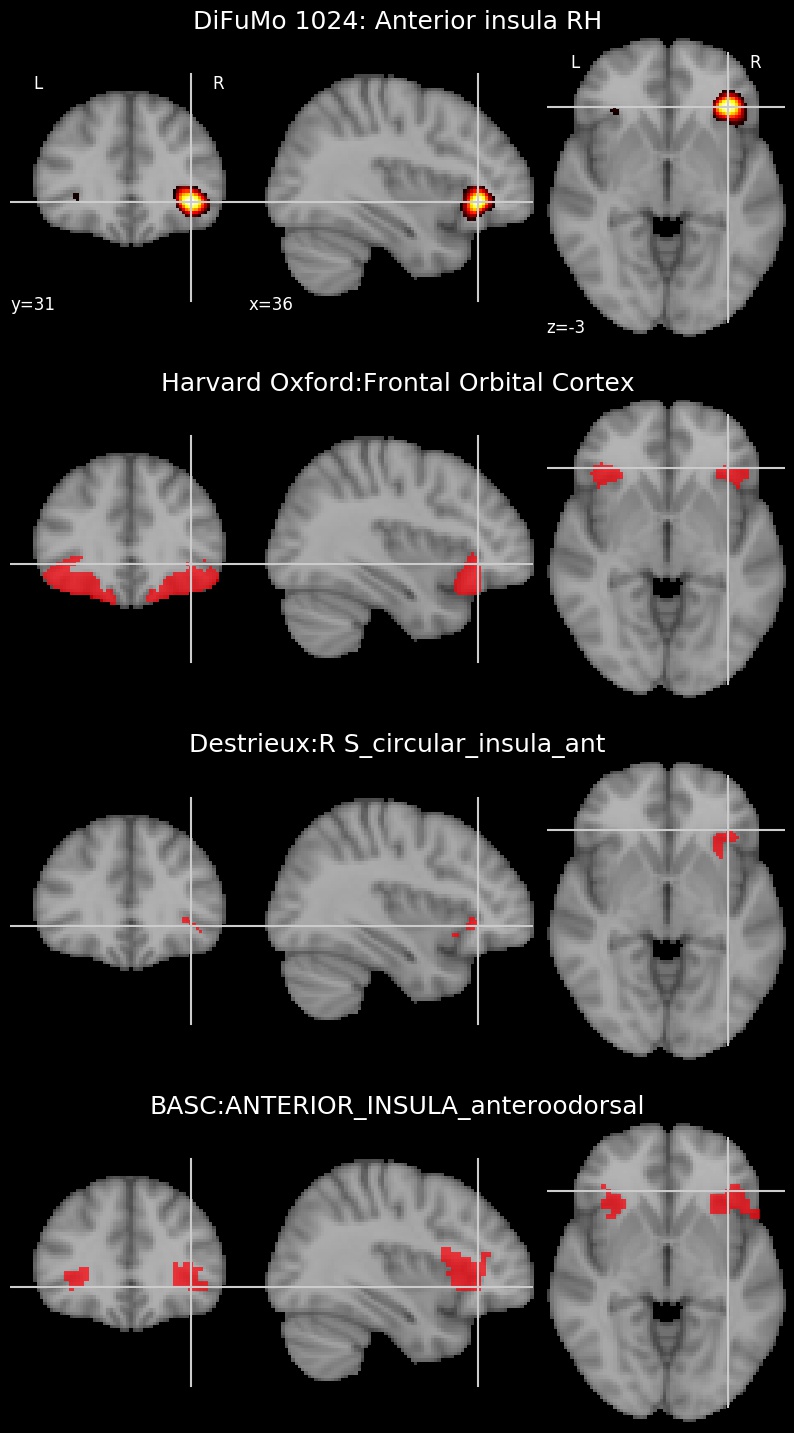 DiFuMo 1024: Anterior insula RH
L R
L R
y=31
x=36
z=-3
Harvard Oxford:Frontal Orbital Cortex
Destrieux:R S_circular_insula_ant
BASC:ANTERIOR_INSULA_anteroodorsal